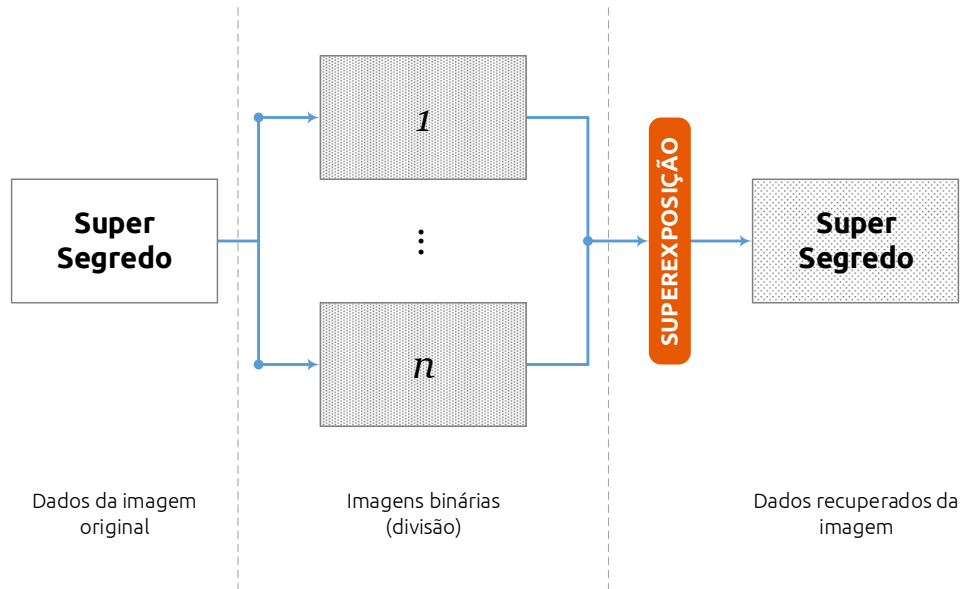 Super
Segredo
1
⋮
n
SUPEREXPOSIÇÃO
Super
Segredo
Dados da imagem
original
Imagens binárias
(divisão)
Dados recuperados da
imagem